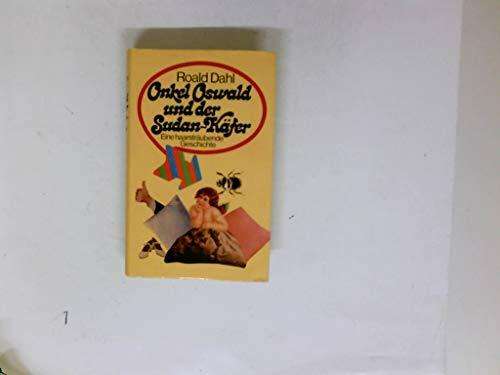 Roald Dahl
Onkel Oswald
und der
Sudan-Käfer
Eine haarsträubende
Geschichte